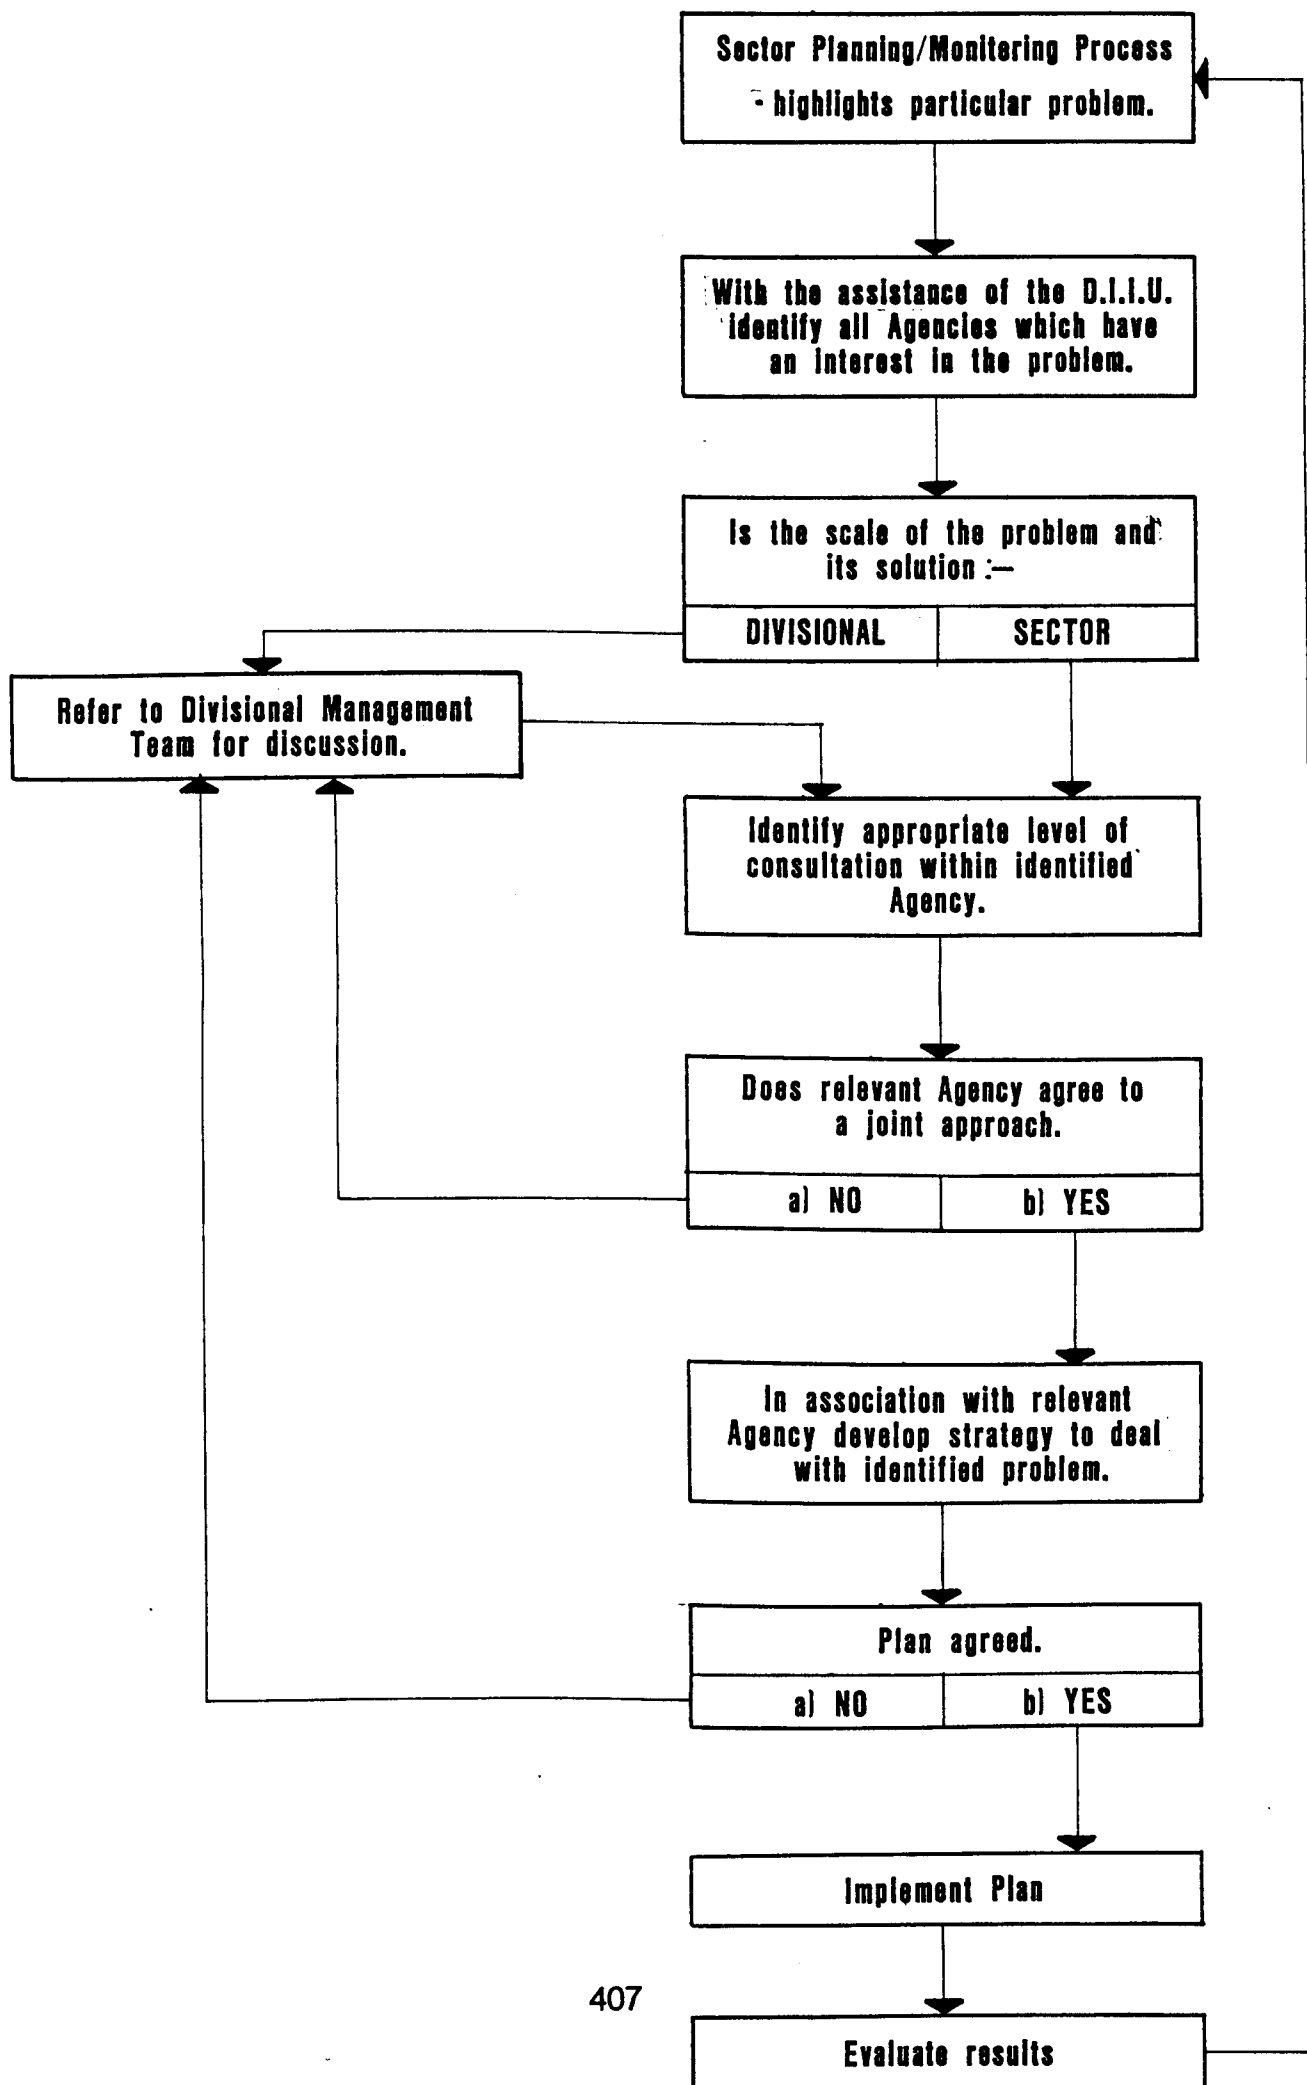 Sector Planning/Monitering Process
- highlights particular problem.
With the assistance of the D.I.I.U.
identify all Agencies which have
an interest in the problem.
Is the scale of the problem and
its solution :—
DIVISIONAL
SECTOR
Refer to Divisional Management
Team for discussion.
Identify appropriate level of
consultation within identified
Agency.
Does relevant Agency agree to
a joint approach.
a) NO
b) YES
In association with relevant
Agency develop strategy to deal
with identified problem.
Plan agreed.
a) NO
b) YES
Implement Plan
407
Evaluate results